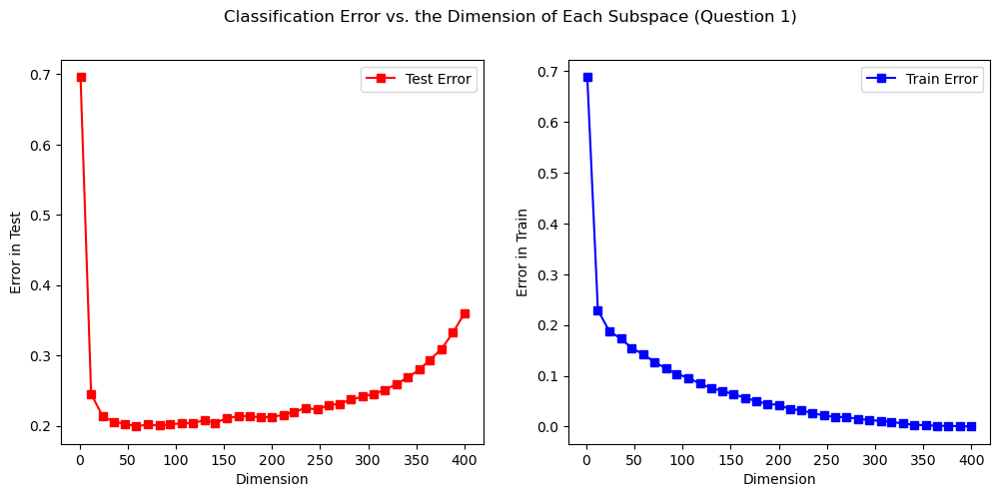 Classification Error vs. the Dimension of Each Subspace (Question 1)
Test Error
Error in Test
0.7
0.6
0.5
0.4
0.3
0.2
0 50 100 150 200 250 300 350 400
Dimension
Train Error
Error in Train
0.7
0.6
0.5
0.4
0.3
0.2
0.1
0.0
0 50 100 150 200 250 300 350 400
Dimension